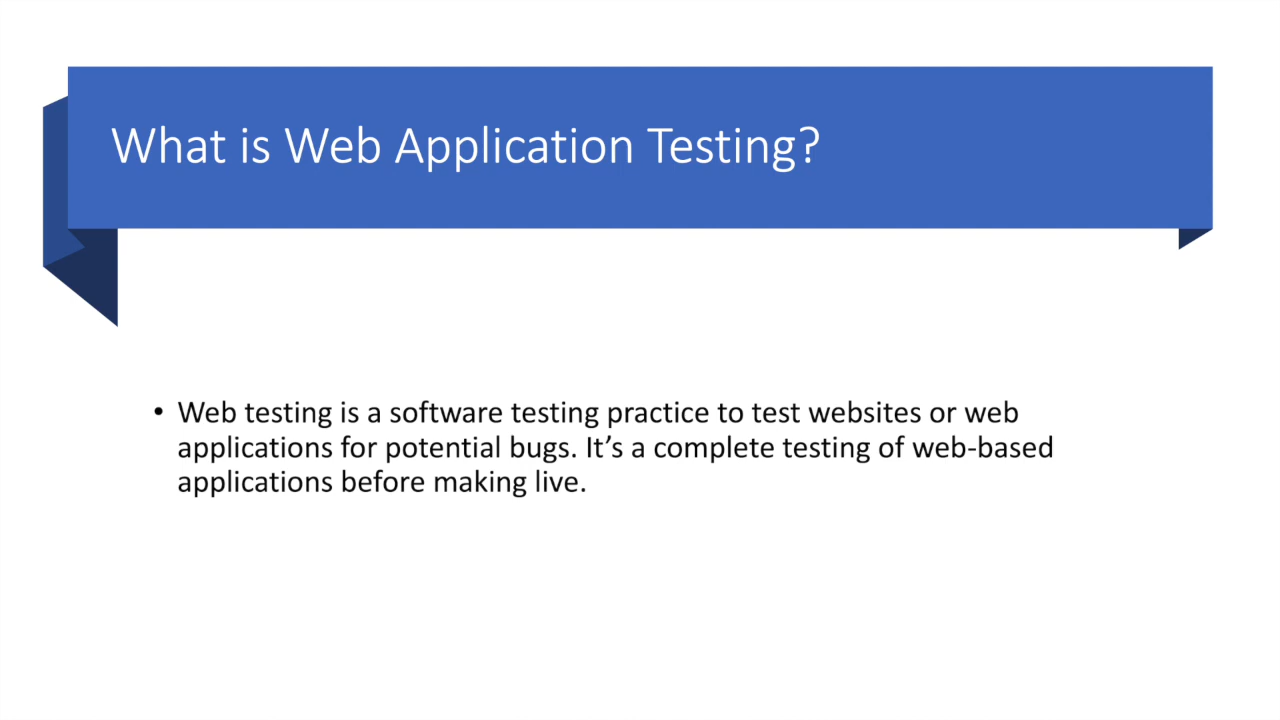 What is Web Application Testing?
• Web testing is a software testing practice to test websites or web
applications for potential bugs. It’s a complete testing of web-based
applications before making live.